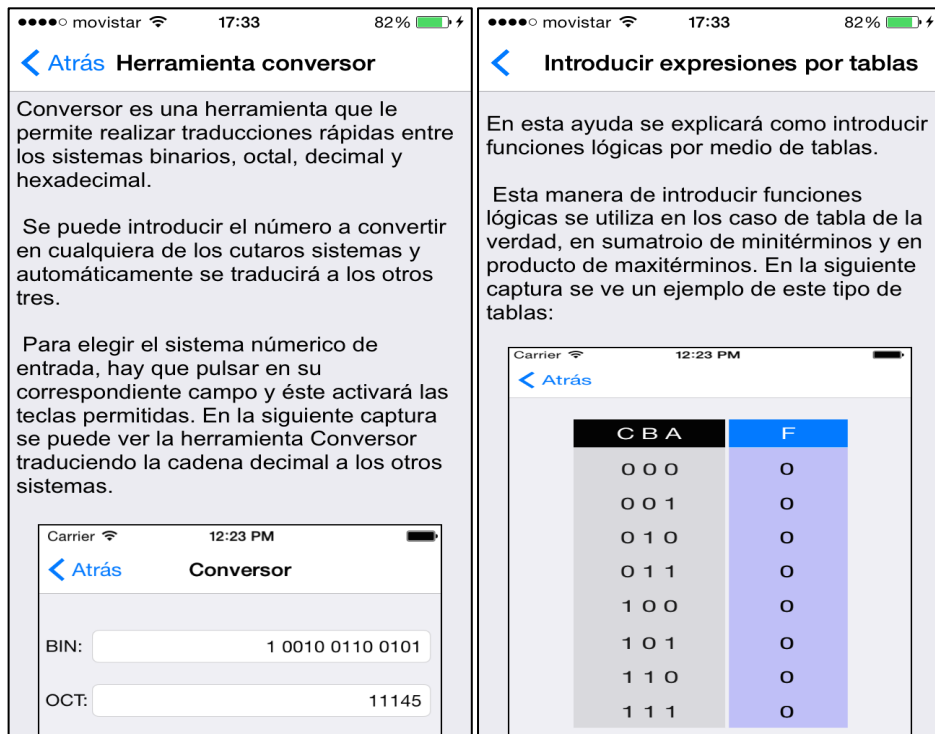 movistar 17:33 82%
Atrás Herramienta conversor
Conversor es una herramienta que le
permite realizar traducciones rápidas entre
los sistemas binarios, octal, decimal y
hexadecimal.
Se puede introducir el número a convertir
en cualquiera de los cutaros sistemas y
automáticamente se traducirá a los otros
tres.
Para elegir el sistema númerico de
entrada, hay que pulsar en su
correspondiente campo y éste activará las
teclas permitidas. En la siguiente captura
se puede ver la herramienta Conversor
traduciendo la cadena decimal a los otros
sistemas.
Carrier 12:23 PM
Atrás Conversor
BIN: 1 0010 0110 0101
OCT: 11145
movistar 17:33 82%
Introducir expresiones por tablas
En esta ayuda se explicará como introducir
funciones lógicas por medio de tablas.
Esta manera de introducir funciones
lógicas se utiliza en los caso de tabla de la
verdad, en sumatroio de minitérminos y en
producto de maxitérminos. En la siguiente
captura se ve un ejemplo de este tipo de
tablas:
Carrier 12:23 PM
Atrás
C B A F
0 0 0 0
0 0 1 0
0 1 0 0
0 1 1 0
1 0 0 0
1 0 1 0
1 1 0 0
1 1 1 0